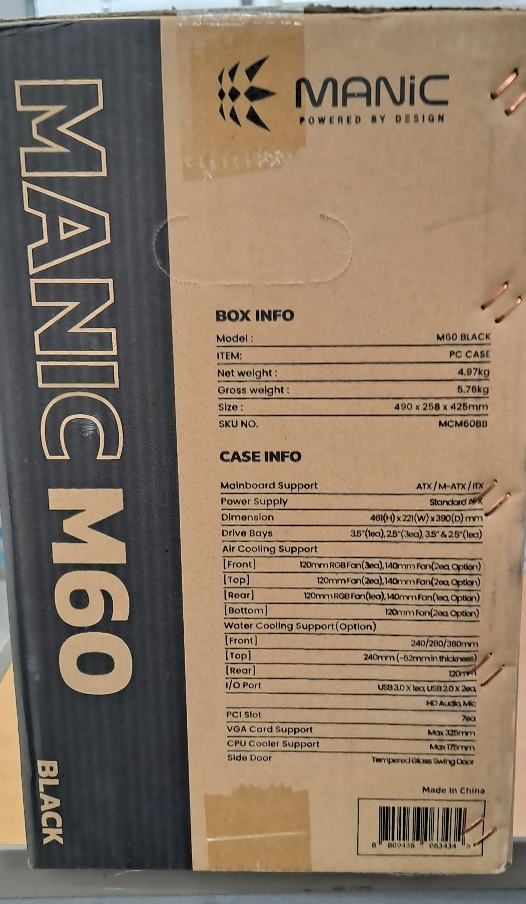 MANIC M60
BLACK
MANiC
POWERED BY DESIGN
BOX INFO
Model : M60 BLACK
ITEM: PC CASE
Net weight : 4.97kg
Gross weight : 5.76kg
Size : 490 x 258 x 425mm
SKU NO. MCM60BB
CASE INFO
Mainboard Support ATX / M-ATX / ITX
Power Supply Standard ATX
Dimension 461(H) x 221(W) x 390(D) mm
Drive Bays 3.5"(1ea), 2.5"(3ea), 3.5" & 2.5"(1ea)
Air Cooling Support
[Front] 120mm RGB Fan(3ea), 140mm Fan(2ea, Option)
[Top] 120mm Fan(2ea), 140mm Fan(2ea, Option)
[Rear] 120mm RGB Fan(1ea), 140mm Fan(1ea, Option)
[Bottom] 120mm Fan(2ea, Option)
Water Cooling Support(Option)
[Front] 240/280/360mm
[Top] 240mm (~52mm in thickness)
[Rear] 120mm
I/O Port USB 3.0 X 1ea, USB 2.0 X 2ea,
HD Audio, Mic
PCI Slot 7ea
VGA Card Support Max 325mm
CPU Cooler Support Max 175mm
Side Door Tempered Glass Swing Door
Made In China
8 809436 063434 >